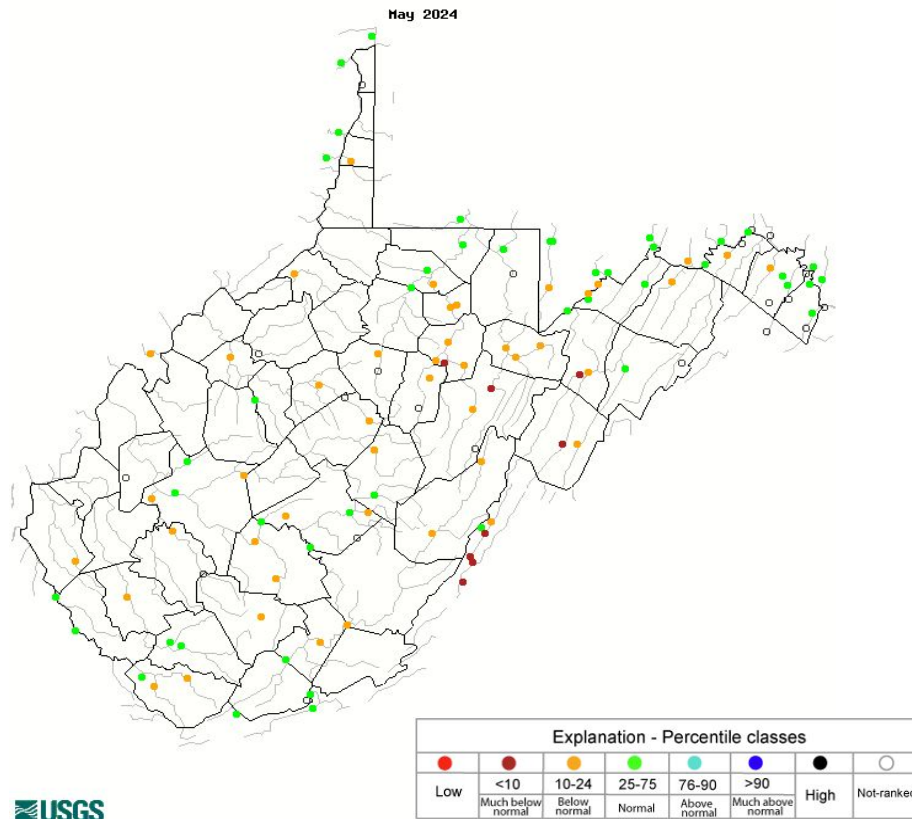 May 2024
Explanation - Percentile classes
Low <10 10-24 25-75 76-90 >90 High Not-ranked
Much below normal Below normal Normal Above normal Much above normal
USGS